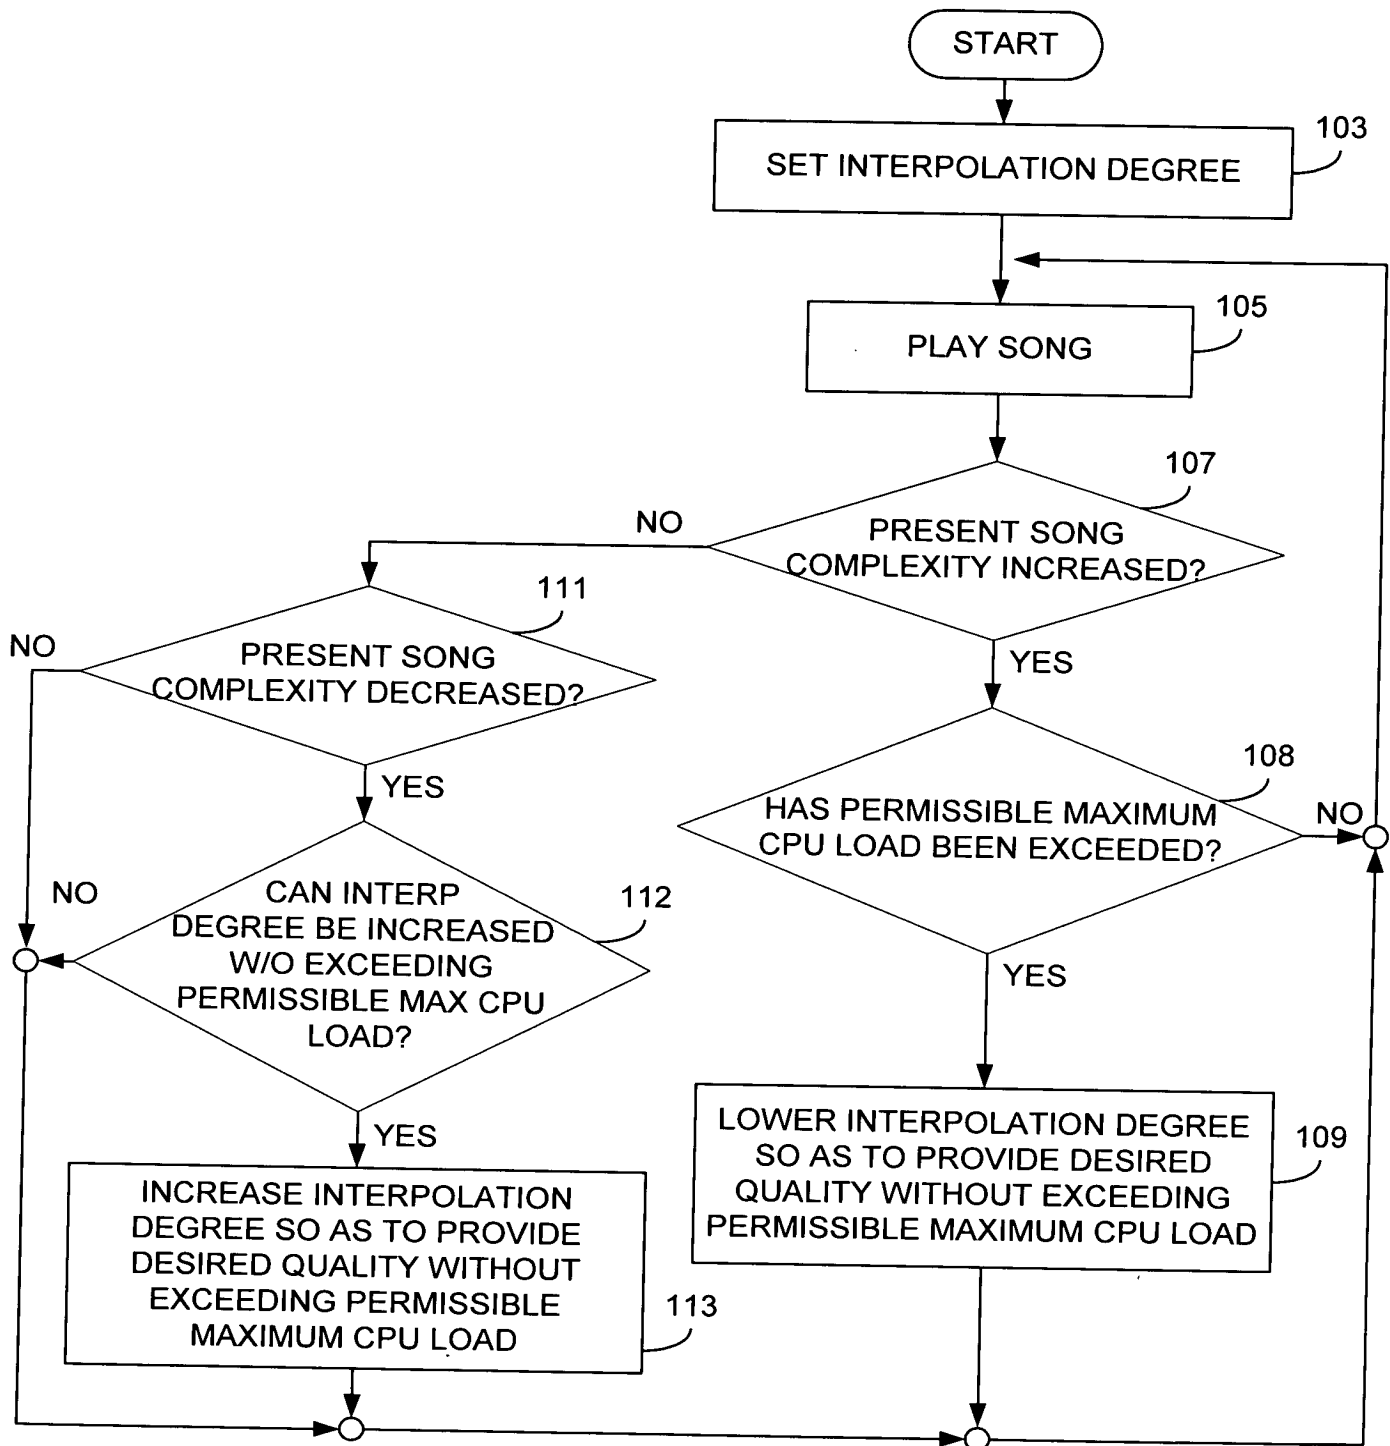 START
103
SET INTERPOLATION DEGREE
105
PLAY SONG
107
PRESENT SONG
COMPLEXITY INCREASED?
NO
YES
111
PRESENT SONG
COMPLEXITY DECREASED?
NO
YES
108
HAS PERMISSIBLE MAXIMUM
CPU LOAD BEEN EXCEEDED?
NO
YES
112
CAN INTERP
DEGREE BE INCREASED
W/O EXCEEDING
PERMISSIBLE MAX CPU
LOAD?
NO
YES
109
LOWER INTERPOLATION DEGREE
SO AS TO PROVIDE DESIRED
QUALITY WITHOUT EXCEEDING
PERMISSIBLE MAXIMUM CPU LOAD
INCREASE INTERPOLATION
DEGREE SO AS TO PROVIDE
DESIRED QUALITY WITHOUT
EXCEEDING PERMISSIBLE
MAXIMUM CPU LOAD
113